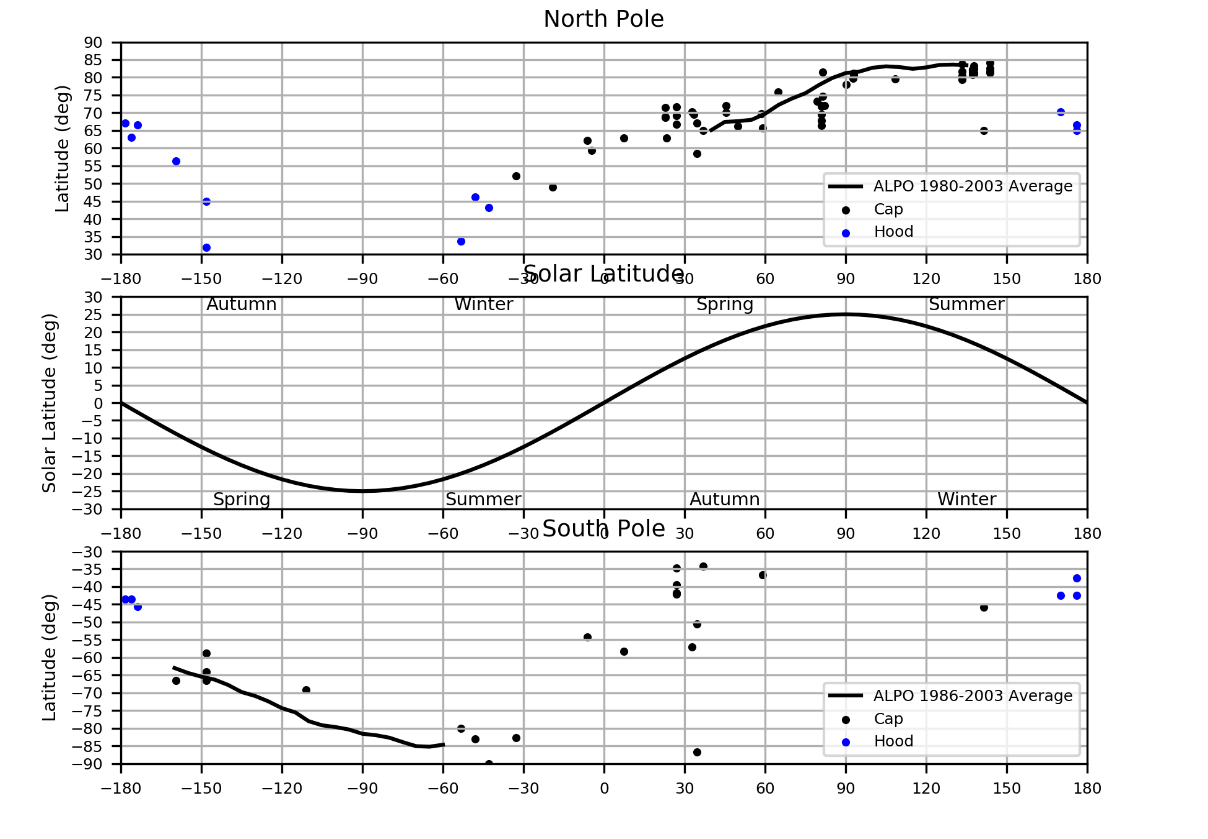 North Pole
90
85
80
75
70
65
60
55
50
45
40
35
30
Latitude (deg)
ALPO 1980-2003 Average
Cap
Hood
−180 −150 −120 −90 −60 −30 0 30 60 90 120 150 180
Solar Latitude
30
25
20
15
10
5
0
−5
−10
−15
−20
−25
−30
Solar Latitude (deg)
Autumn Winter Spring Summer
Spring Summer Autumn Winter
−180 −150 −120 −90 −60 −30 0 30 60 90 120 150 180
South Pole
−30
−35
−40
−45
−50
−55
−60
−65
−70
−75
−80
−85
−90
Latitude (deg)
ALPO 1986-2003 Average
Cap
Hood
−180 −150 −120 −90 −60 −30 0 30 60 90 120 150 180